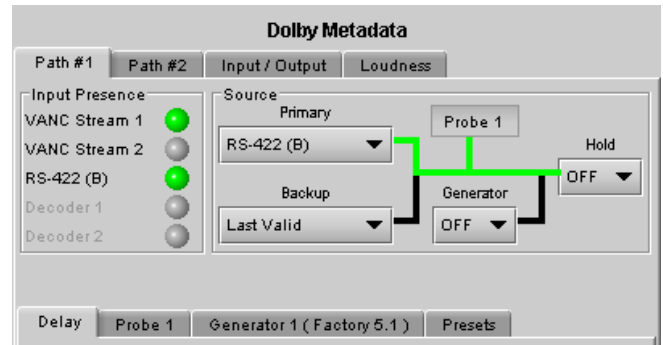 Dolby Metadata
Path #1 Path #2 Input / Output Loudness
Input Presence
VANC Stream 1
VANC Stream 2
RS-422 (B)
Decoder 1
Decoder 2
Source
Primary
RS-422 (B)
Probe 1
Hold
OFF
Backup
Last Valid
Generator
OFF
Delay Probe 1 Generator 1 ( Factory 5.1 ) Presets